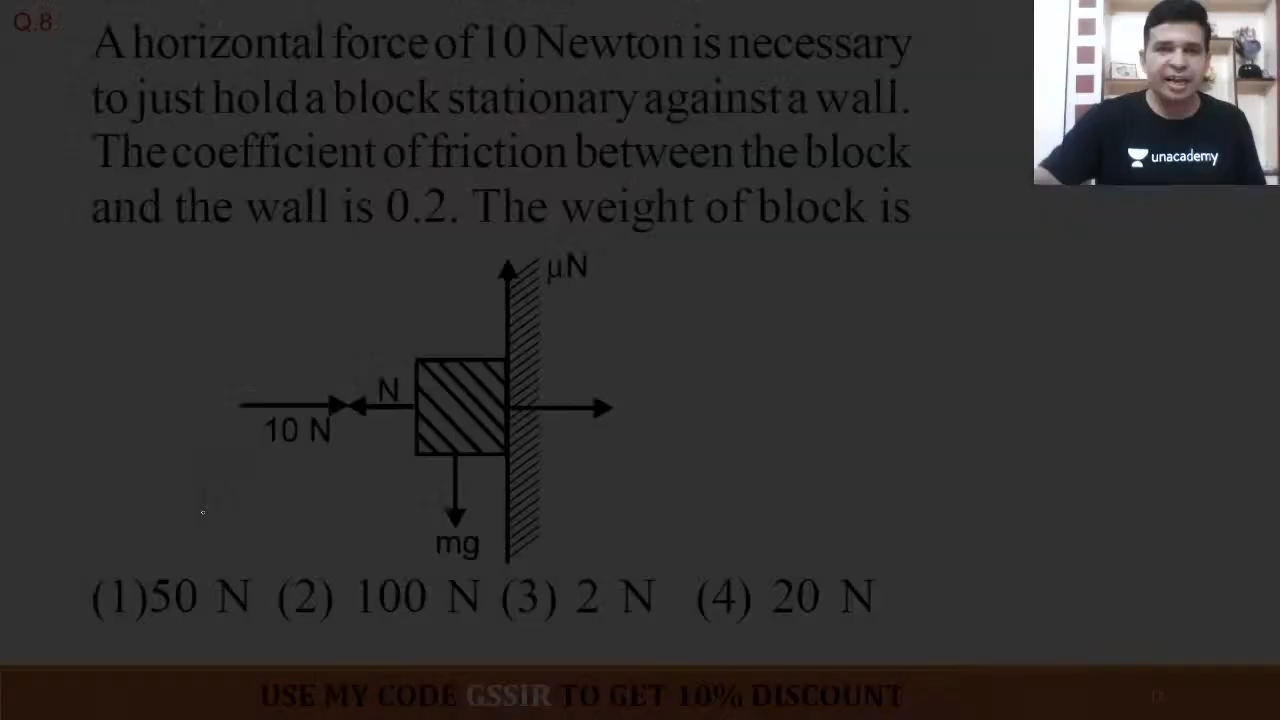 Q.8.
A horizontal force of 10 Newton is necessary
to just hold a block stationary against a wall.
The coefficient of friction between the block
and the wall is 0.2. The weight of block is
unacademy
μN
N
10 N
mg
(1)50 N (2) 100 N (3) 2 N (4) 20 N
USE MY CODE GSSIR TO GET 10% DISCOUNT